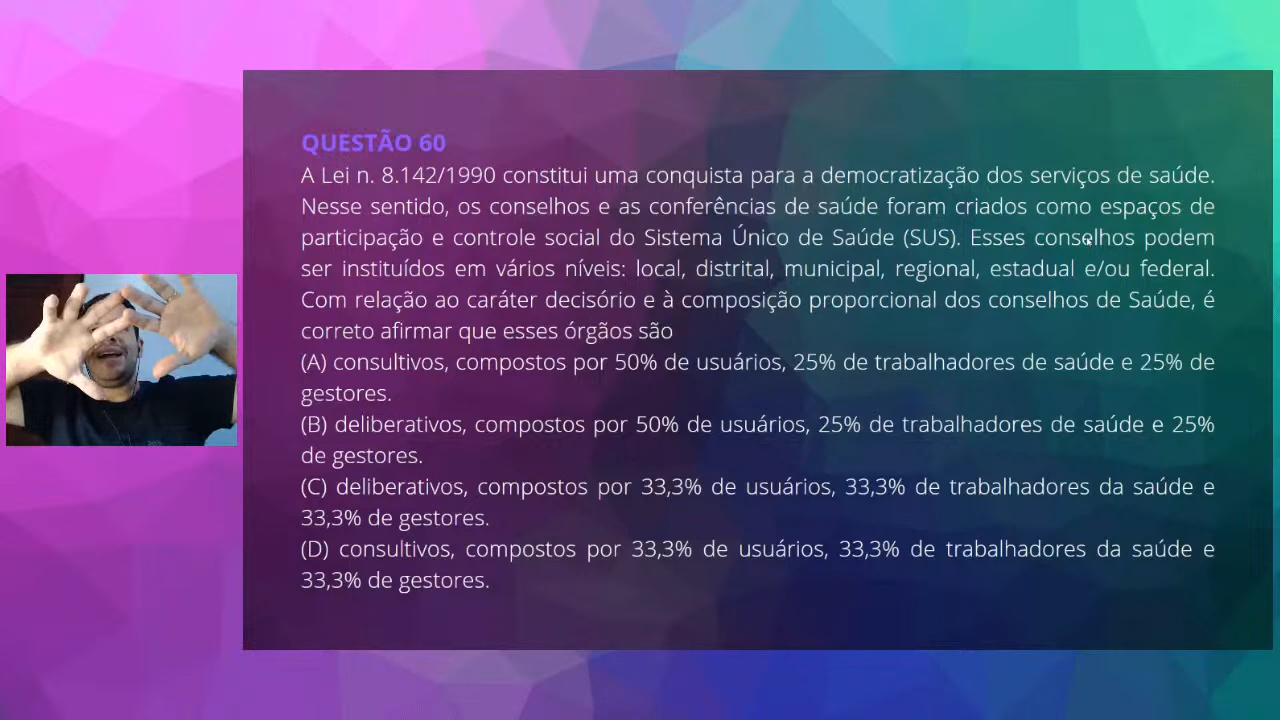 QUESTÃO 60
A Lei n. 8.142/1990 constitui uma conquista para a democratização dos serviços de saúde.
Nesse sentido, os conselhos e as conferências de saúde foram criados como espaços de
participação e controle social do Sistema Único de Saúde (SUS). Esses conselhos podem
ser instituídos em vários níveis: local, distrital, municipal, regional, estadual e/ou federal.
Com relação ao caráter decisório e à composição proporcional dos conselhos de Saúde, é
correto afirmar que esses órgãos são
(A) consultivos, compostos por 50% de usuários, 25% de trabalhadores de saúde e 25% de
gestores.
(B) deliberativos, compostos por 50% de usuários, 25% de trabalhadores de saúde e 25%
de gestores.
(C) deliberativos, compostos por 33,3% de usuários, 33,3% de trabalhadores da saúde e
33,3% de gestores.
(D) consultivos, compostos por 33,3% de usuários, 33,3% de trabalhadores da saúde e
33,3% de gestores.